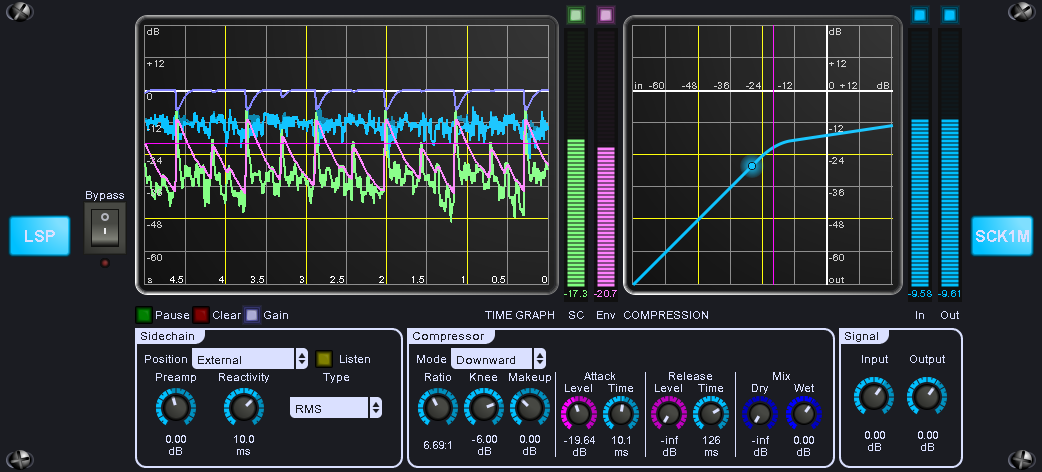 dB
+12
0
-12
-24
-36
-48
-60
s 4.5 4 3.5 3 2.5 2 1.5 1 0.5 0
dB
+12
in -60 -48 -36 -24 -12 0 +12 dB
-12
-24
-36
-48
-60
out
Bypass
LSP
SCK1M
-17.3 -20.7 -9.58 -9.61
Pause Clear Gain TIME GRAPH SC Env COMPRESSION In Out
Sidechain
Position External Listen
Preamp Reactivity Type
RMS
0.00 10.0
dB ms
Compressor
Mode Downward
Ratio Knee Makeup
6.69:1 -6.00 0.00
dB dB
Attack
Level Time
-19.64 10.1
dB ms
Release
Level Time
-inf 126
dB ms
Mix
Dry Wet
-inf 0.00
dB dB
Signal
Input Output
0.00 0.00
dB dB